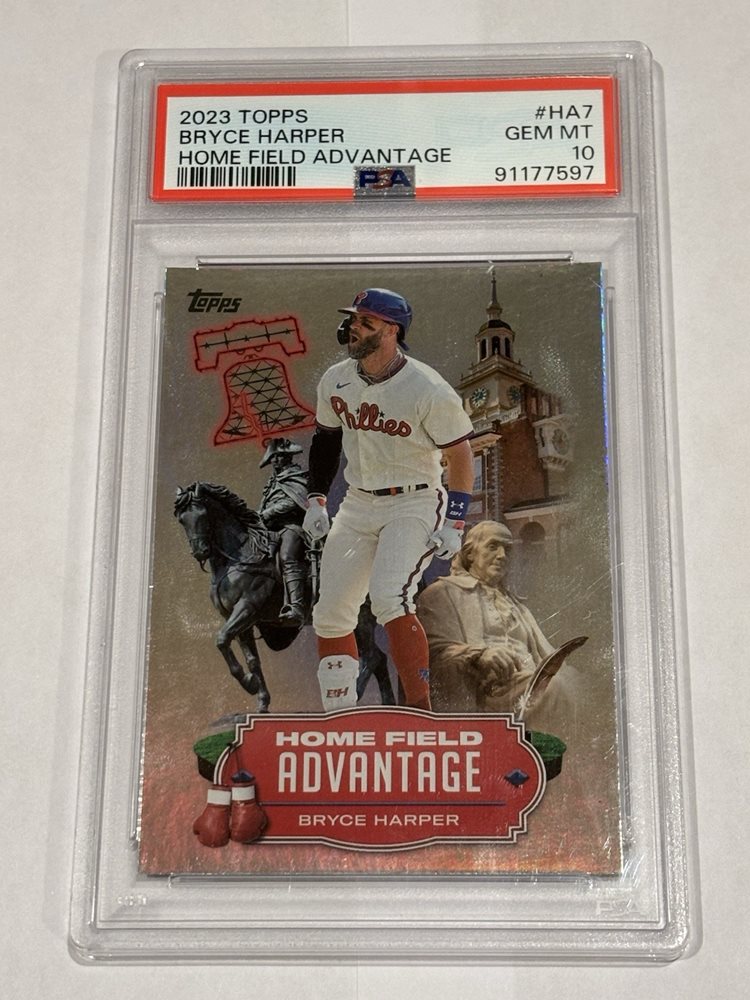 2023 TOPPS #HA7
BRYCE HARPER GEM MT
HOME FIELD ADVANTAGE 10
91177597
PSA
topps
P
Phillies
BH
HOME FIELD
ADVANTAGE
BRYCE HARPER